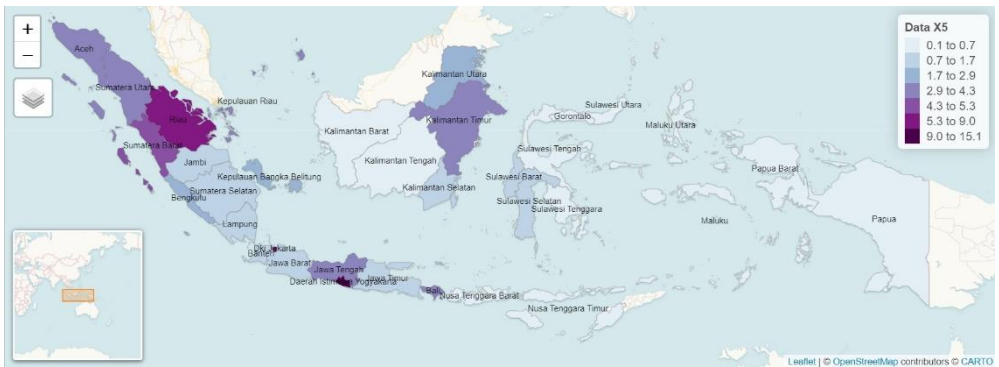 +
−
Data X5
0.1 to 0.7
0.7 to 1.7
1.7 to 2.9
2.9 to 4.3
4.3 to 5.3
5.3 to 9.0
9.0 to 15.1
Aceh
Sumatera Utara
Kalimantan Utara
Kepulauan Riau
Sulawesi Utara
Riau
Kalimantan Timur
Gorontalo
Maluku Utara
Kalimantan Barat
Sumatera Barat
Sulawesi Tengah
Jambi
Kalimantan Tengah
Papua Barat
Kepulauan Bangka Belitung
Sulawesi Barat
Sumatera Selatan
Kalimantan Selatan
Bengkulu
Sulawesi Selatan
Sulawesi Tenggara
Maluku
Papua
Lampung
Dki Jakarta
Banten
Jawa Barat
Jawa Tengah
Jawa Timur
Daerah Istimewa Yogyakarta
Bali
Nusa Tenggara Barat
Nusa Tenggara Timur
Leaflet | © OpenStreetMap contributors © CARTO